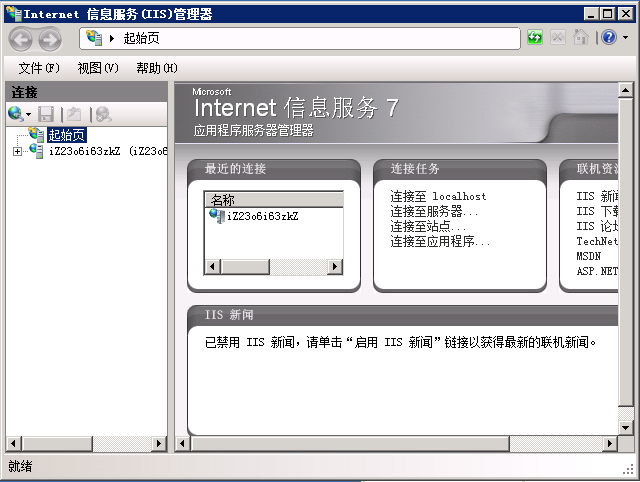 Internet 信息服务(IIS)管理器
起始页
文件(F) 视图(V) 帮助(H)
连接
起始页
iZ23o6i63zkZ (iZ23o6
Microsoft
Internet 信息服务 7
应用程序服务器管理器
最近的连接
名称
iZ23o6i63zkZ
连接任务
连接至 localhost
连接至服务器...
连接至站点...
连接至应用程序...
联机资
IIS 新闻
IIS 下载
IIS 论坛
TechNet
MSDN
ASP.NET
IIS 新闻
已禁用 IIS 新闻，请单击“启用 IIS 新闻”链接以获得最新的联机新闻。
就绪